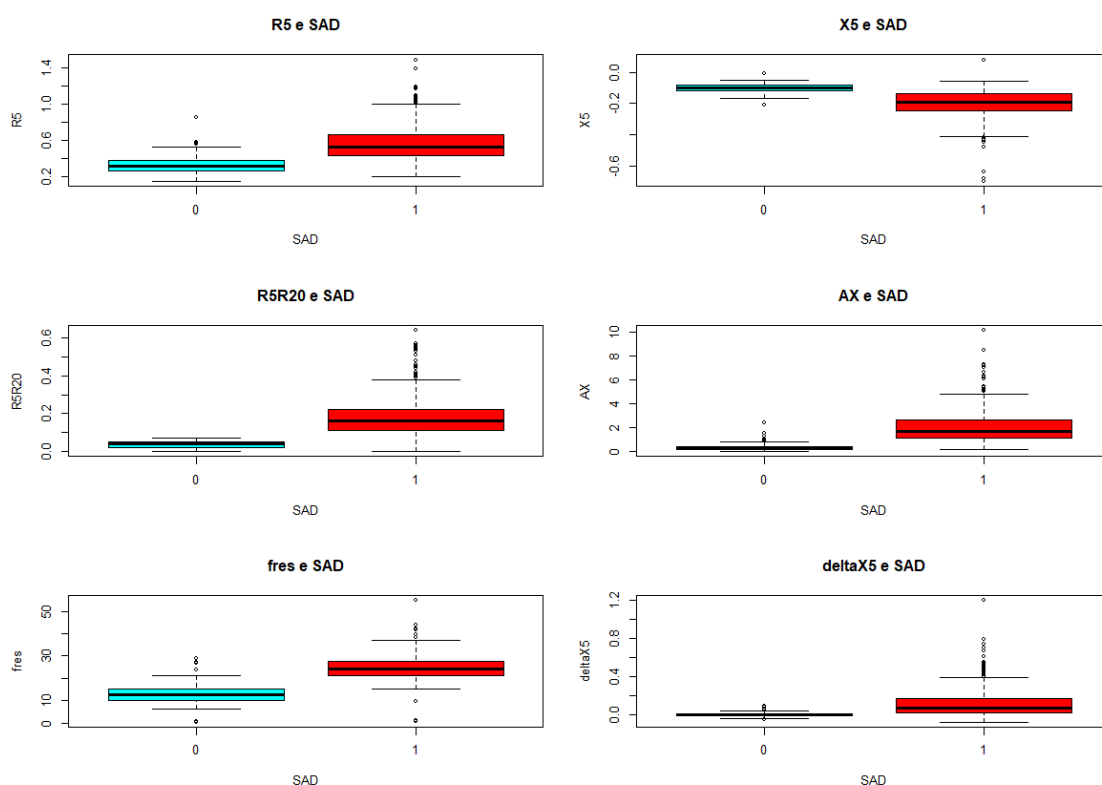 R5 e SAD
R5
0.2 0.6 1.0 1.4
0 1
SAD
X5 e SAD
X5
-0.6 -0.2 0.0
0 1
SAD
R5R20 e SAD
R5R20
0.0 0.2 0.4 0.6
0 1
SAD
AX e SAD
AX
0 2 4 6 8 10
0 1
SAD
fres e SAD
fres
0 10 30 50
0 1
SAD
deltaX5 e SAD
deltaX5
0.0 0.4 0.8 1.2
0 1
SAD